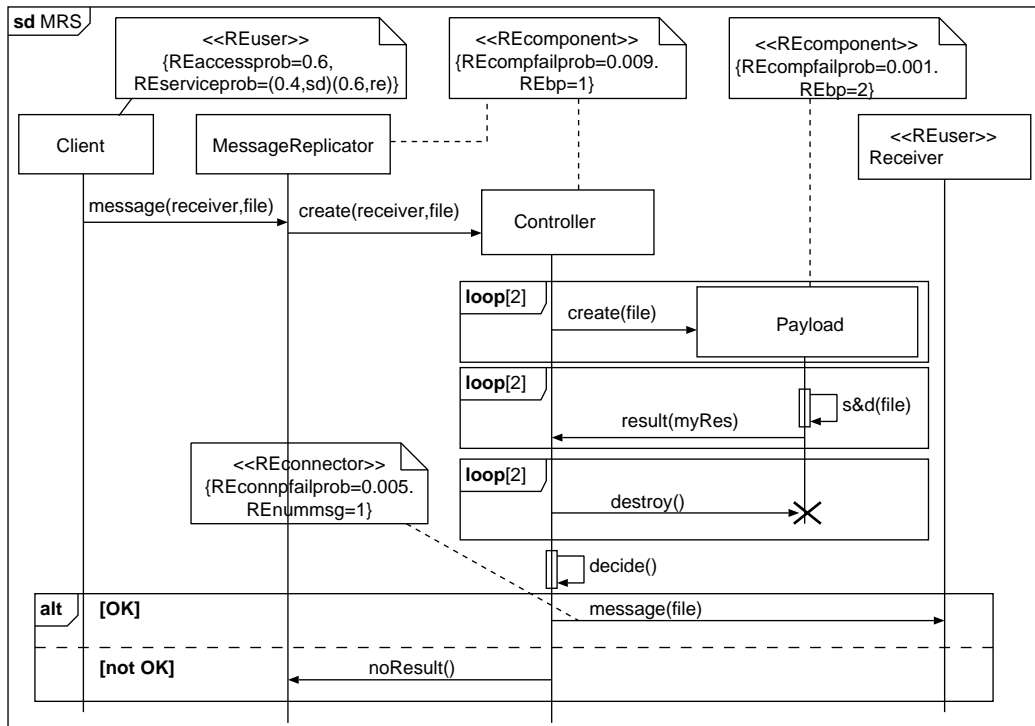 sd MRS
<<REuser>>
{REaccessprob=0.6,
REserviceprob=(0.4,sd)(0.6,re)}
<<REcomponent>>
{REcompfailprob=0.009.
REbp=1}
<<REcomponent>>
{REcompfailprob=0.001.
REbp=2}
Client
MessageReplicator
<<REuser>>
Receiver
message(receiver,file)
create(receiver,file)
Controller
loop[2]
create(file)
Payload
loop[2]
s&d(file)
result(myRes)
<<REconnector>>
{REconnpfailprob=0.005.
REnummsg=1}
loop[2]
destroy()
decide()
alt
[OK]
message(file)
[not OK]
noResult()